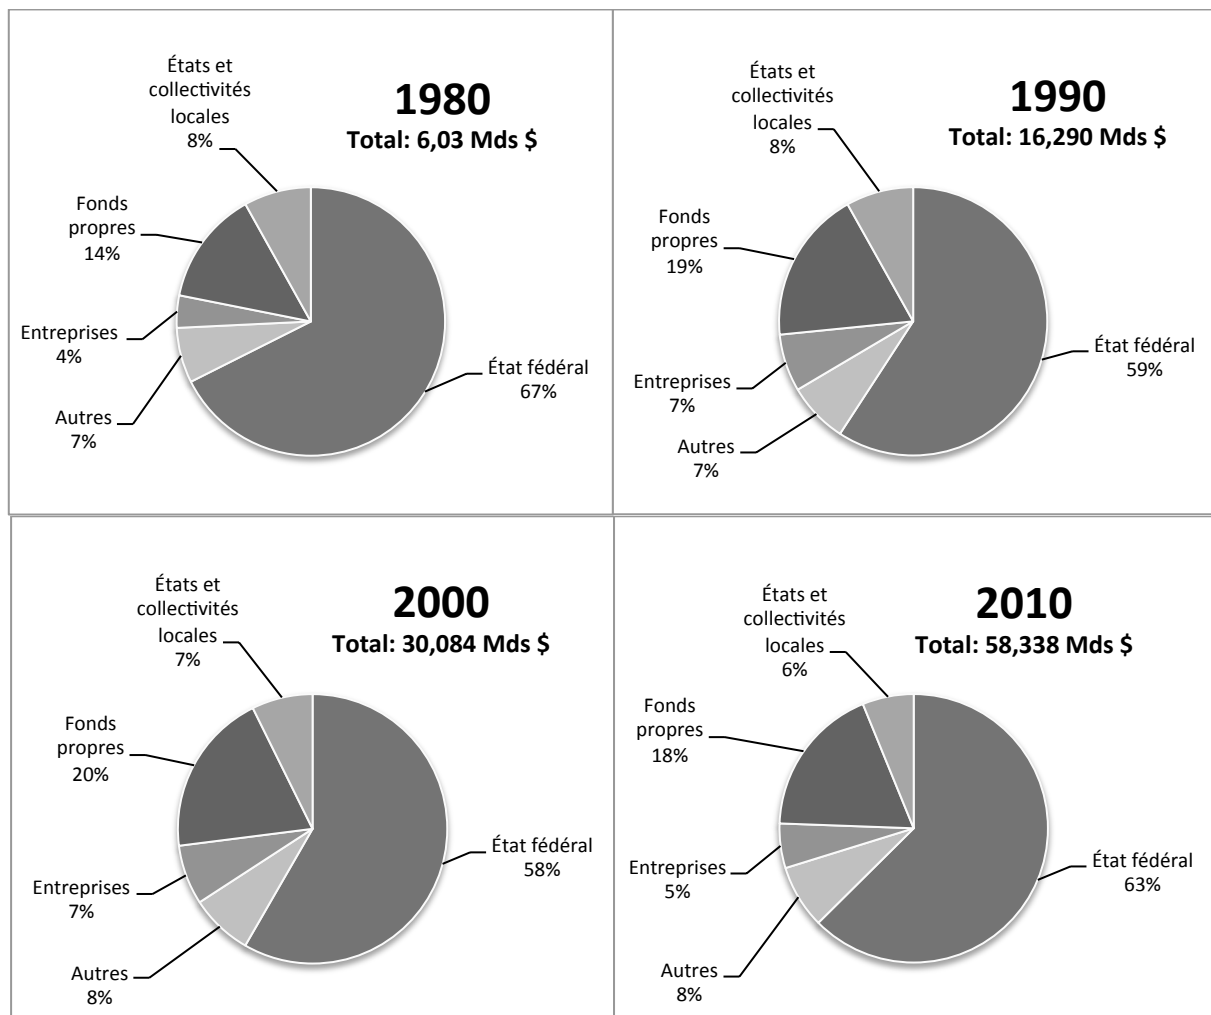 1980
Total: 6,03 Mds $
États et
collectivités
locales
8%
Fonds
propres
14%
Entreprises
4%
Autres
7%
État fédéral
67%
1990
Total: 16,290 Mds $
États et
collectivités
locales
8%
Fonds
propres
19%
Entreprises
7%
Autres
7%
État fédéral
59%
2000
Total: 30,084 Mds $
États et
collectivités
locales
7%
Fonds
propres
20%
Entreprises
7%
Autres
8%
État fédéral
58%
2010
Total: 58,338 Mds $
États et
collectivités
locales
6%
Fonds
propres
18%
Entreprises
5%
Autres
8%
État fédéral
63%